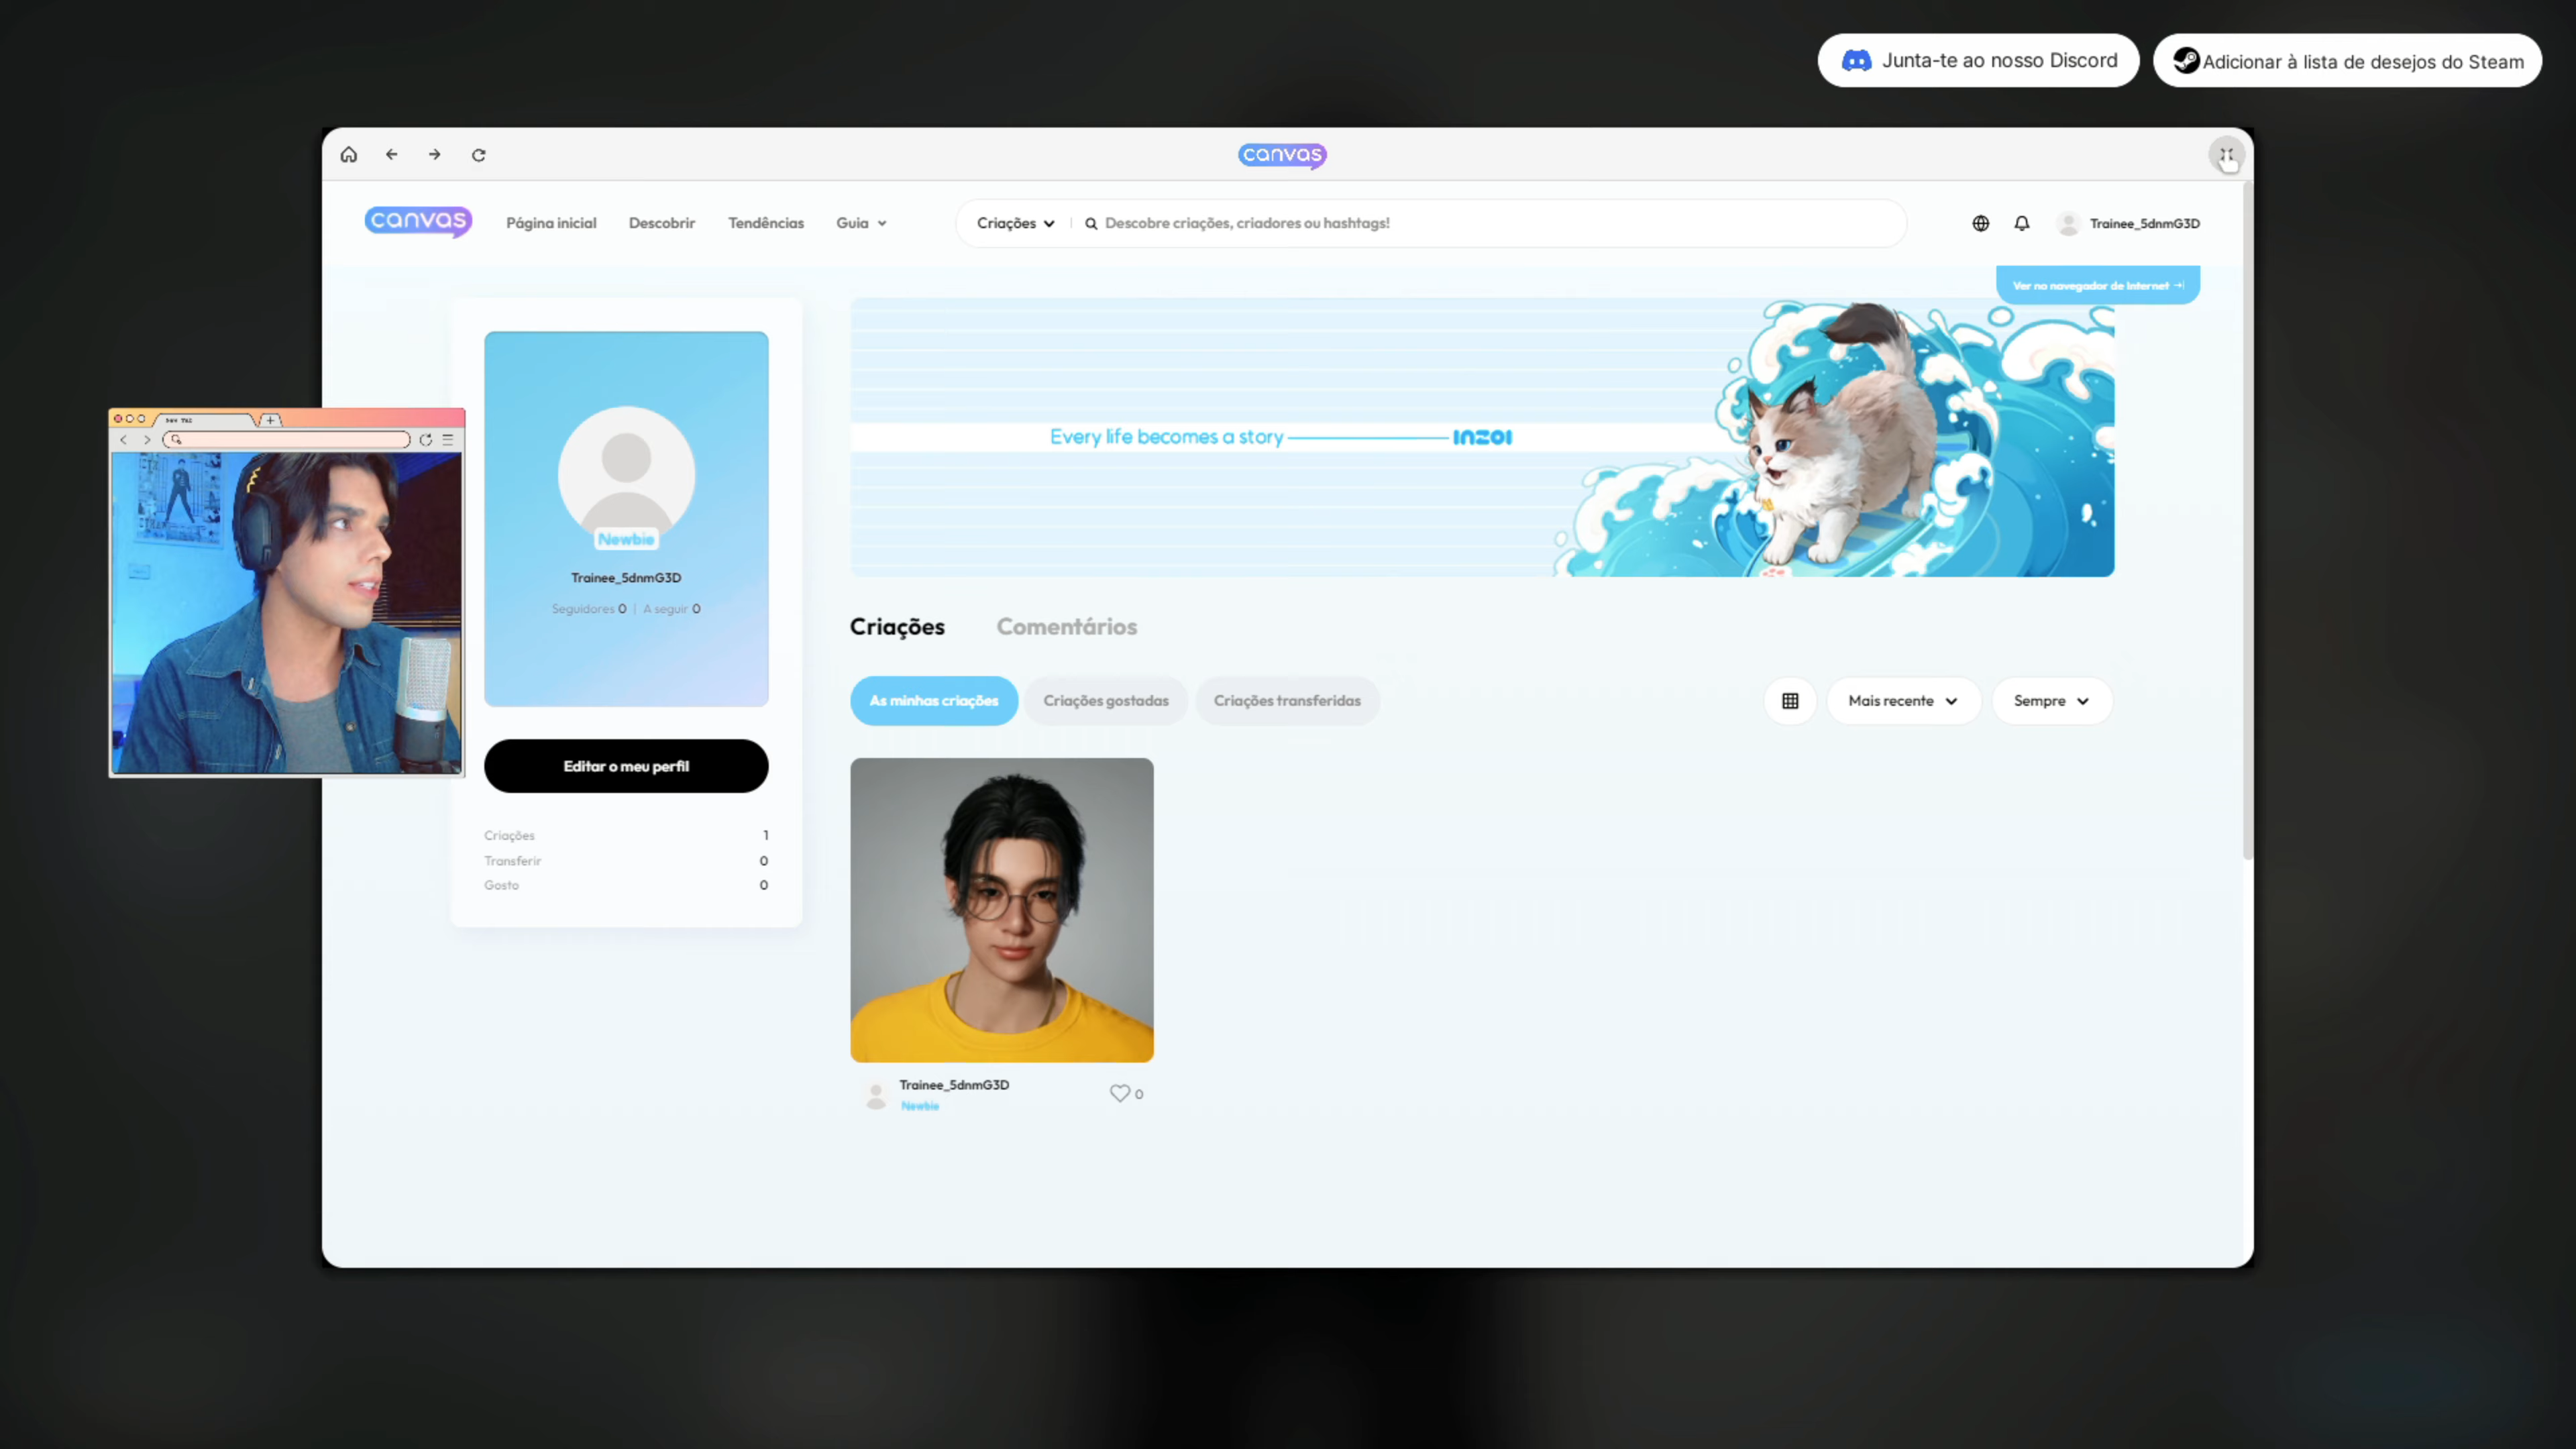 Junta-te ao nosso Discord
Adicionar à lista de desejos do Steam
canvas
canvas
Página inicial
Descobrir
Tendências
Guia
Criações
Descobre criações, criadores ou hashtags!
Trainee_5dnmG3D
Ver no navegador de Internet
Newbie
Trainee_5dnmG3D
Seguidores 0 | A seguir 0
Editar o meu perfil
Criações 1
Transferir 0
Gosto 0
Every life becomes a story
inZOI
Criações
Comentários
As minhas criações
Criações gostadas
Criações transferidas
Mais recente
Sempre
Trainee_5dnmG3D
Newbie
0